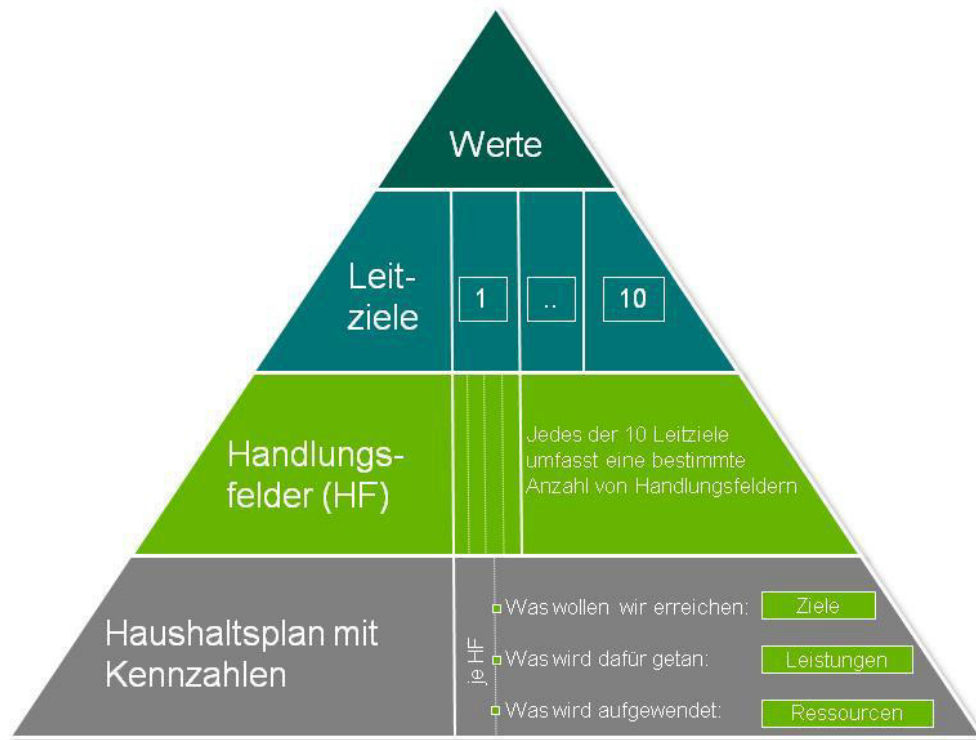 Werte
Leit-
ziele
1
..
10
Handlungs-
felder (HF)
Jedes der 10 Leitziele
umfasst eine bestimmte
Anzahl von Handlungsfeldern
Haushaltsplan mit
Kennzahlen
je HF
Was wollen wir erreichen: Ziele
Was wird dafür getan: Leistungen
Was wird aufgewendet: Ressourcen